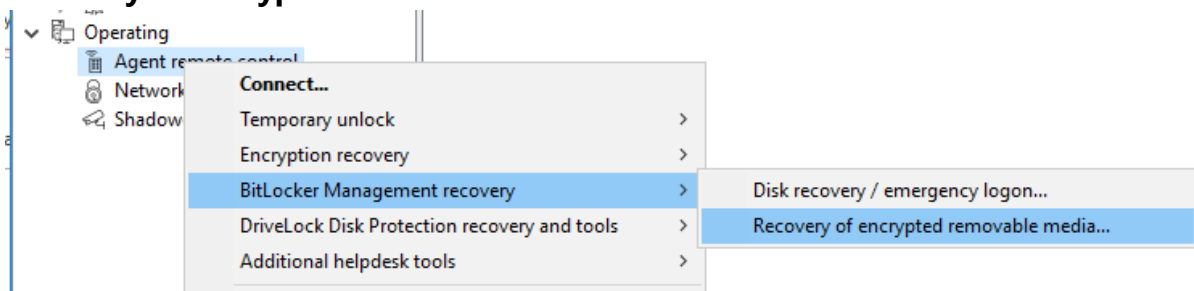 Operating
Agent remote control
Network
Shadow
Connect...
Temporary unlock
Encryption recovery
BitLocker Management recovery
DriveLock Disk Protection recovery and tools
Additional helpdesk tools
Disk recovery / emergency logon...
Recovery of encrypted removable media...